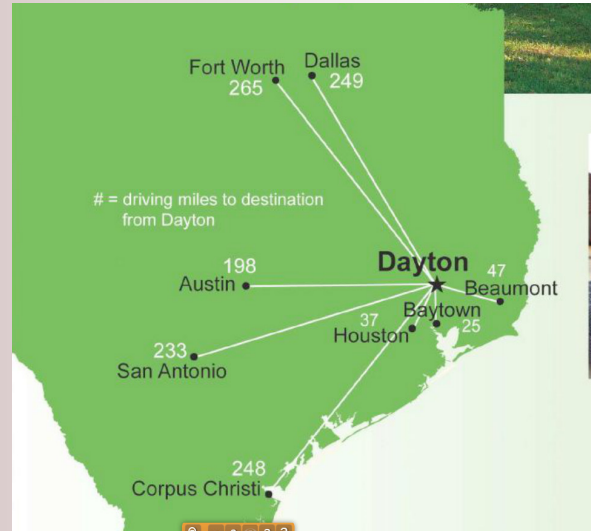 Fort Worth
265
Dallas
249
# = driving miles to destination
from Dayton
Dayton
198
Austin
47
Beaumont
Baytown
25
37
Houston
233
San Antonio
248
Corpus Christi